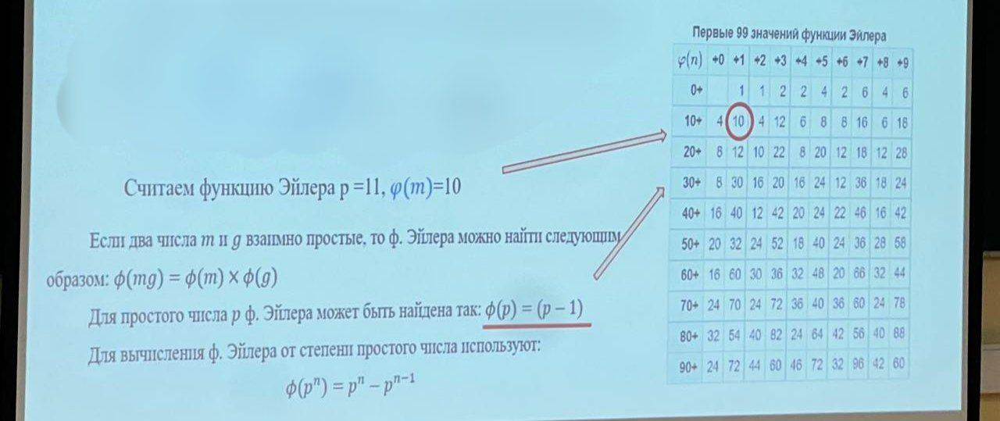 Первые 99 значений функции Эйлера
φ(n) +0 +1 +2 +3 +4 +5 +6 +7 +8 +9
0+ 1 1 2 2 4 2 6 4 6
10+ 4 10 4 12 6 8 8 16 6 18
20+ 8 12 10 22 8 20 12 18 12 28
30+ 8 30 16 20 16 24 12 36 18 24
40+ 16 40 12 42 20 24 22 46 16 42
50+ 20 32 24 52 18 40 24 36 28 58
60+ 16 60 30 36 32 48 20 66 32 44
70+ 24 70 24 72 36 40 36 60 24 78
80+ 32 54 40 82 24 64 42 56 40 88
90+ 24 72 44 60 46 72 32 96 42 60
Считаем функцию Эйлера p =11, φ(m)=10
Если два числа m и g взаимно простые, то ф. Эйлера можно найти следующим
образом: ϕ(mg) = ϕ(m) × ϕ(g)
Для простого числа p ф. Эйлера может быть найдена так: ϕ(p) = (p – 1)
Для вычисления ф. Эйлера от степени простого числа используют:
ϕ(pⁿ) = pⁿ – pⁿ⁻¹